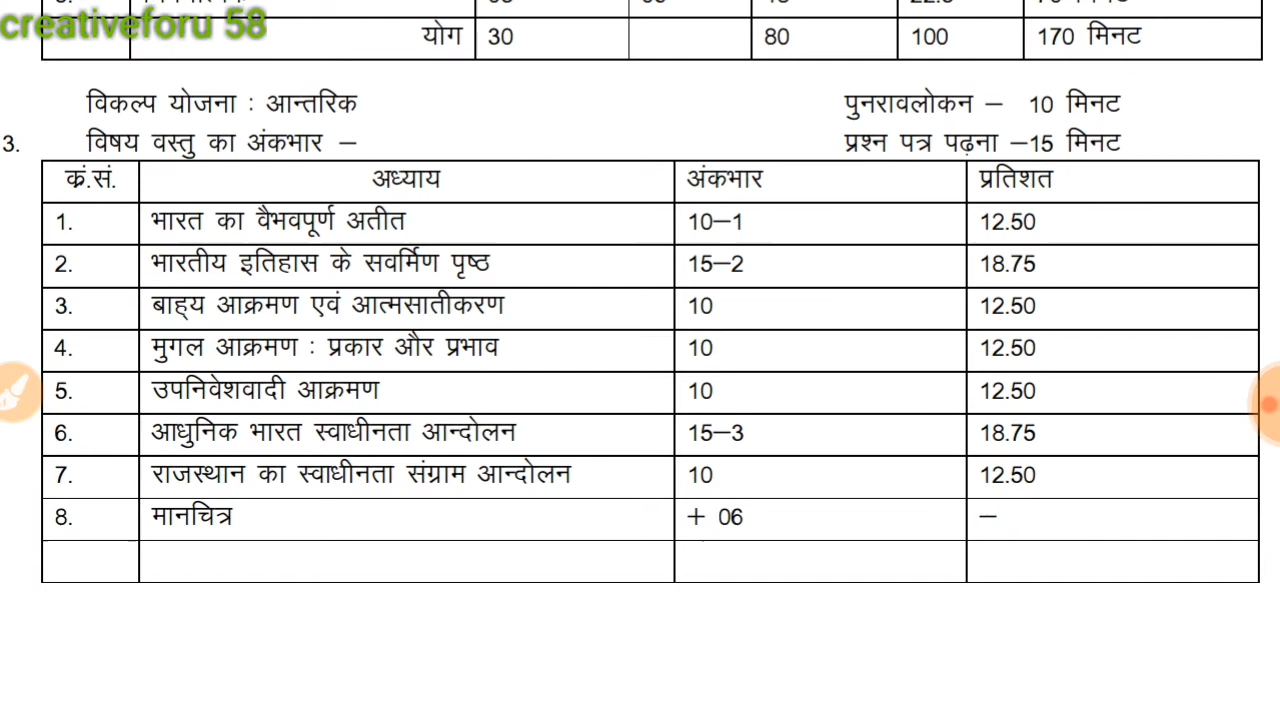 creativeforu 58
योग 30 80 100 170 मिनट
विकल्प योजना : आन्तरिक पुनरावलोकन – 10 मिनट
3. विषय वस्तु का अंकभार – प्रश्न पत्र पढ़ना –15 मिनट
क्रं.सं. अध्याय अंकभार प्रतिशत
1. भारत का वैभवपूर्ण अतीत 10–1 12.50
2. भारतीय इतिहास के सवर्मिण पृष्ठ 15–2 18.75
3. बाह्य आक्रमण एवं आत्मसातीकरण 10 12.50
4. मुगल आक्रमण : प्रकार और प्रभाव 10 12.50
5. उपनिवेशवादी आक्रमण 10 12.50
6. आधुनिक भारत स्वाधीनता आन्दोलन 15–3 18.75
7. राजस्थान का स्वाधीनता संग्राम आन्दोलन 10 12.50
8. मानचित्र + 06 –